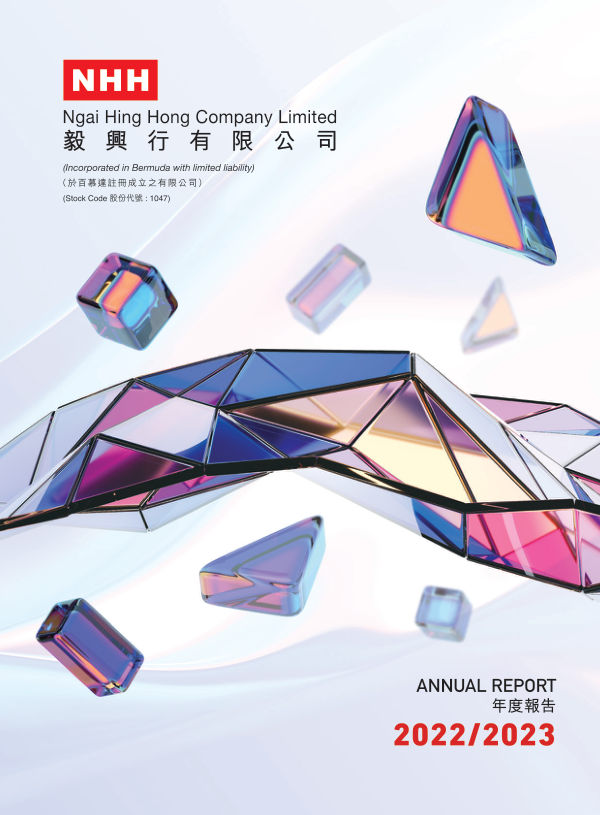 NHH
Ngai Hing Hong Company Limited
毅興行有限公司
(Incorporated in Bermuda with limited liability)
(於百慕達註冊成立之有限公司)
(Stock Code 股份代號 : 1047)
ANNUAL REPORT
年度報告
2022/2023